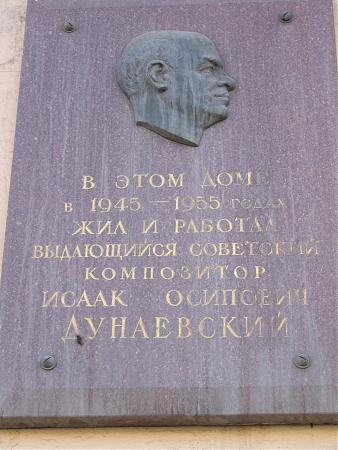 В ЭТОМ ДОМЕ
в 1945 — 1955 годах
ЖИЛ И РАБОТАЛ
ВЫДАЮЩИЙСЯ СОВЕТСКИЙ
КОМПОЗИТОР
ИСААК ОСИПОВИЧ
ДУНАЕВСКИЙ